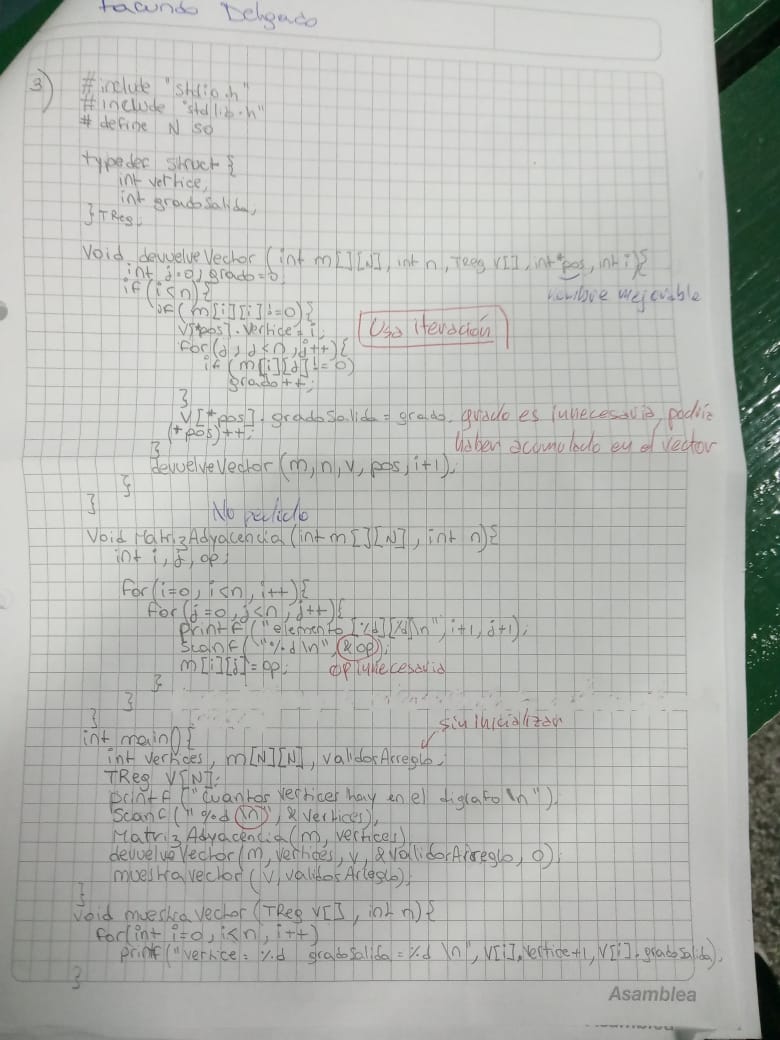 Facundo Delgado
3) #include "stdio.h"
#include "stdlib.h"
#define N 50
typedef struct {
int vertice;
int gradoSalida;
} TReg;
Void devuelveVector (int m[][N], int n, TReg V[], int *pos, int i){
int j=0, grado=0;
nombre mejorable
if (i<n) {
if (m[i][i]!=0){
V[*pos].vertice = i;
Usa iteración
for(j; j<n; j++){
if (m[i][j]!=0)
grado++;
}
V[*pos].gradoSalida = grado; grado es innecesaria, podría
(*pos)++;
haber acumulado en el vector
}
devuelveVector (m, n, v, pos, i+1);
}
}
No pedido
Void MatrizAdyacencia (int m[][N], int n){
int i, j, op;
for(i=0; i<n; i++){
for(j=0; j<n; j++){
printf ("elemento [%d][%d]\n", i+1, j+1);
scanf ("%d \n", &op);
m[i][j]=op; op innecesaria
}
}
}
sin inicializar
int main(){
int vertices, m[N][N], validosArreglo;
TReg V[N];
printf ("cuantos vertices hay en el digrafo \n");
Scanf (" %d \n", &vertices);
MatrizAdyacencia (m, vertices)
devuelveVector (m, vertices, v, &validosArreglo, 0);
muestravector (V, validosArreglo);
}
void muestravector (TReg V[], int n){
for(int i=0; i<n; i++)
printf ("vertice = %d gradoSalida = %d \n", V[i].vertice+1, V[i].gradoSalida);
}
Asamblea